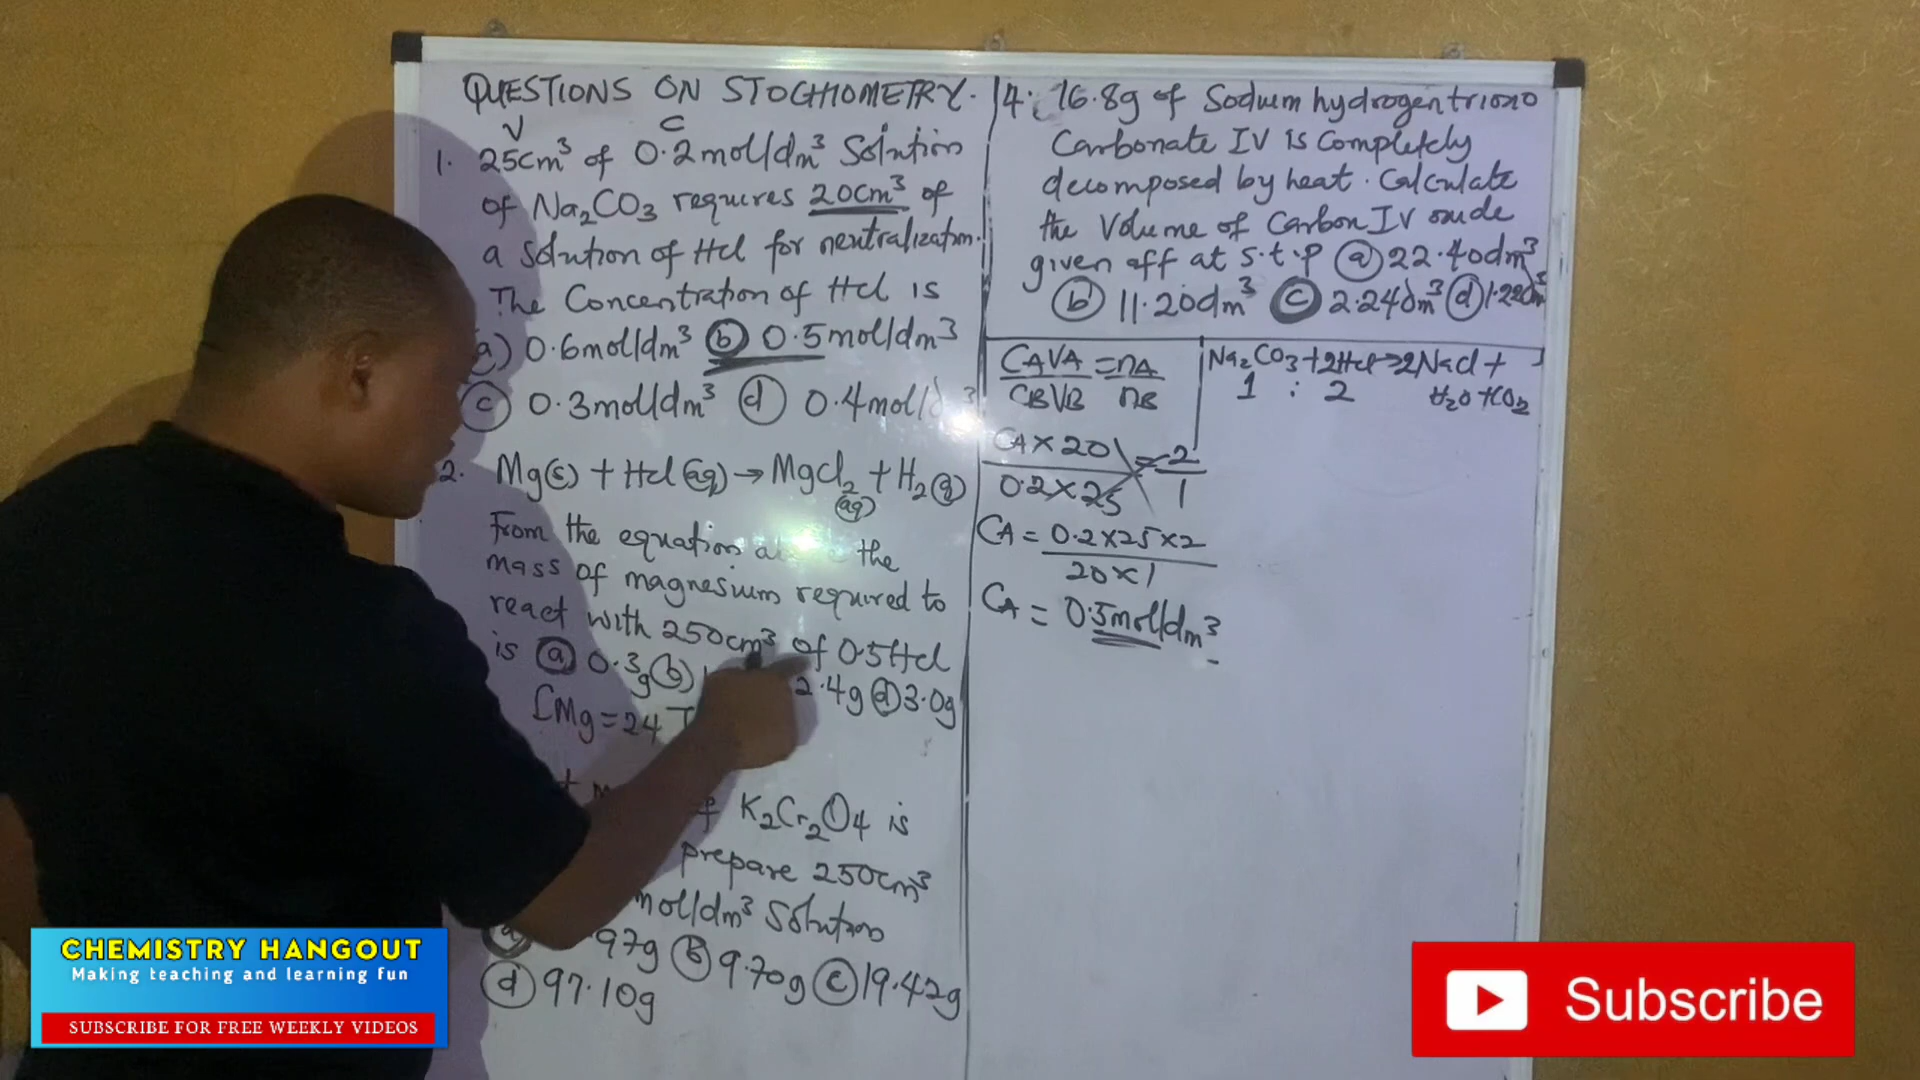 QUESTIONS ON STOCHIOMETRY.
V C
1. 25cm³ of 0.2mol/dm³ Solution
of Na₂CO₃ requires 20cm³ of
a solution of Hcl for neutralization.
The Concentration of Hcl is
a) 0.6mol/dm³ (b) 0.5mol/dm³
(c) 0.3mol/dm³ (d) 0.4mol/d 3
2. Mg(s) + Hcl(aq) → Mgcl₂ + H₂(g)
(aq)
From the equation the
mass of magnesium required to
react with 250cm³ of 0.5Hcl
is (a) 0.3g (b) 2.4g (d) 3.0g
[Mg=24
K₂Cr₂O₄ is
prepare 250cm³
mol/dm³ Solution
97g (B) 9.70g (c) 19.42g
(d) 97.10g
4. 16.8g of Sodium hydrogentrioxo
Carbonate IV is completely
decomposed by heat. Calculate
the Volume of Carbon IV oxide
given off at s.t.p (a) 22.40dm³
(b) 11.20dm³ (c) 2.24dm³ (d) 1.12dm³
CAVA = nA
CBVB nB
Na₂CO₃+2Hcl→2Nacl+
H₂O+CO₂
1 : 2
CA×20 = 2
0.2×25 1
CA = 0.2×25×2
20×1
CA = 0.5mol/dm³
CHEMISTRY HANGOUT
Making teaching and learning fun
SUBSCRIBE FOR FREE WEEKLY VIDEOS
Subscribe